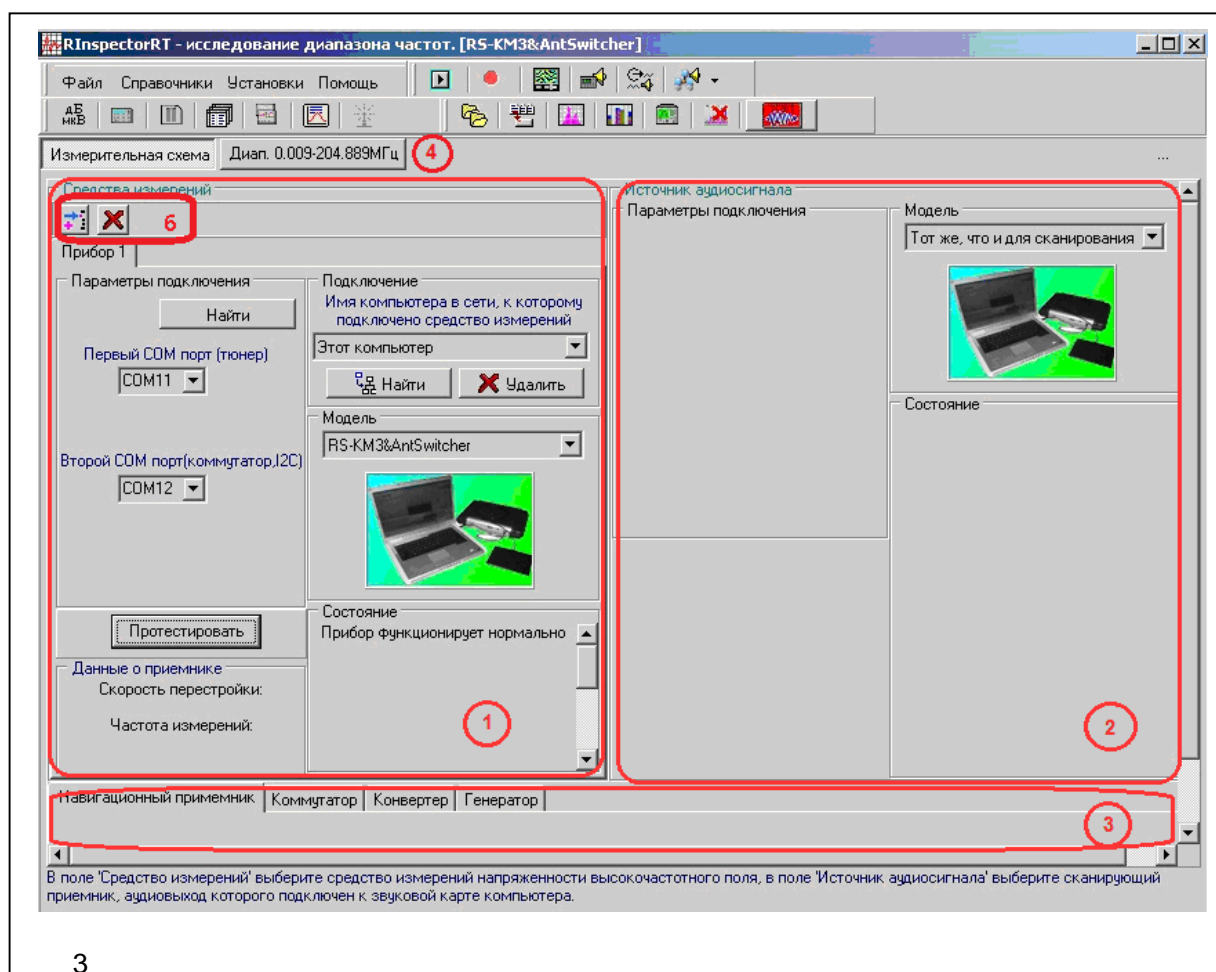 RInspectorRT - исследование диапазона частот. [RS-KM3&AntSwitcher]
Файл Справочники Установки Помощь
дБ
мкВ
Измерительная схема Диап. 0.009-204.889МГц 4 ...
Средства измерений
6
Прибор 1
Параметры подключения
Найти
Первый COM порт (тюнер)
COM11
Второй COM порт(коммутатор,I2C)
COM12
Протестировать
Данные о приемнике
Скорость перестройки:
Частота измерений:
Подключение
Имя компьютера в сети, к которому
подключено средство измерений
Этот компьютер
Найти Удалить
Модель
RS-KM3&AntSwitcher
Состояние
Прибор функционирует нормально
1
Источник аудиосигнала
Параметры подключения
Модель
Тот же, что и для сканирования
Состояние
2
Навигационный примемник Коммутатор Конвертер Генератор
3
В поле 'Средство измерений' выберите средство измерений напряженности высокочастотного поля, в поле 'Источник аудиосигнала' выберите сканирующий
приемник, аудиовыход которого подключен к звуковой карте компьютера.
3